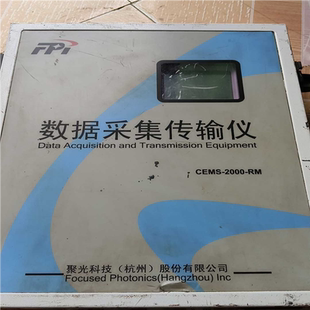 FPI
数据采集传输仪
Data Acquisition and Transmission Equipment
CEMS-2000-RM
聚光科技（杭州）股份有限公司
Focused Photonics(Hangzhou) Inc